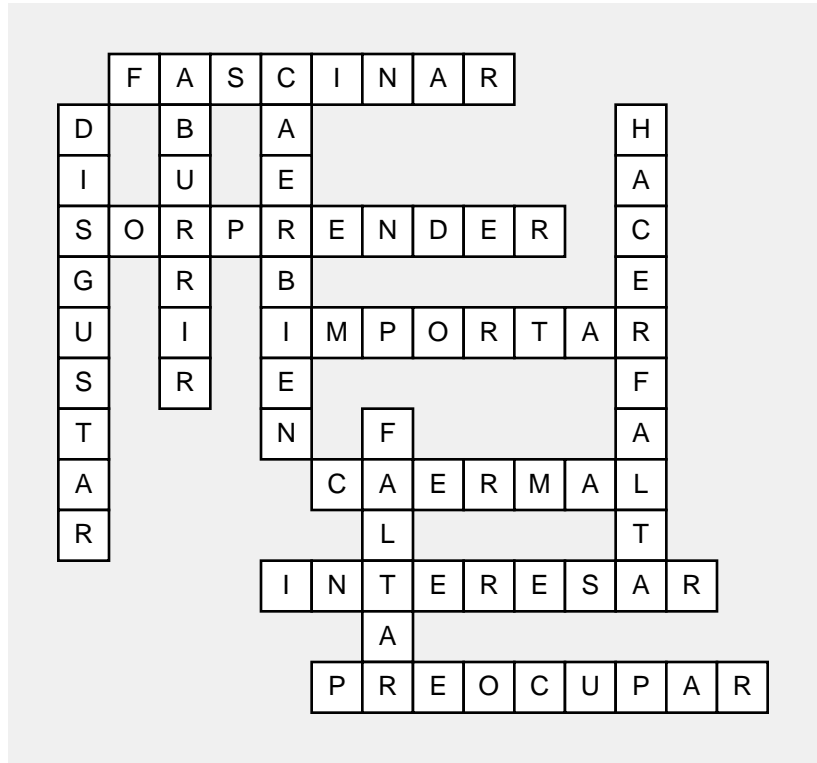 FASCINAR
DISGUSTAR
ABURRIR
CAERBIEN
HACERFALTA
SORPRENDER
IMPORTAR
FALTAR
CAERMAL
INTERESAR
PREOCUPAR